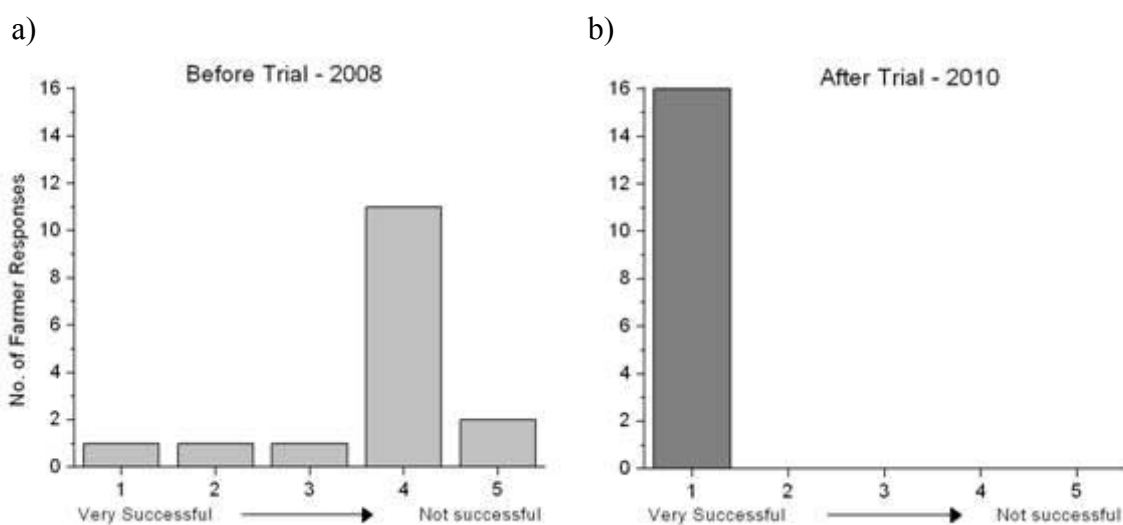 a)
Before Trial - 2008
No. of Farmer Responses
16
14
12
10
8
6
4
2
0
1 2 3 4 5
Very Successful Not successful
b)
After Trial - 2010
16
14
12
10
8
6
4
2
0
1 2 3 4 5
Very Successful Not successful